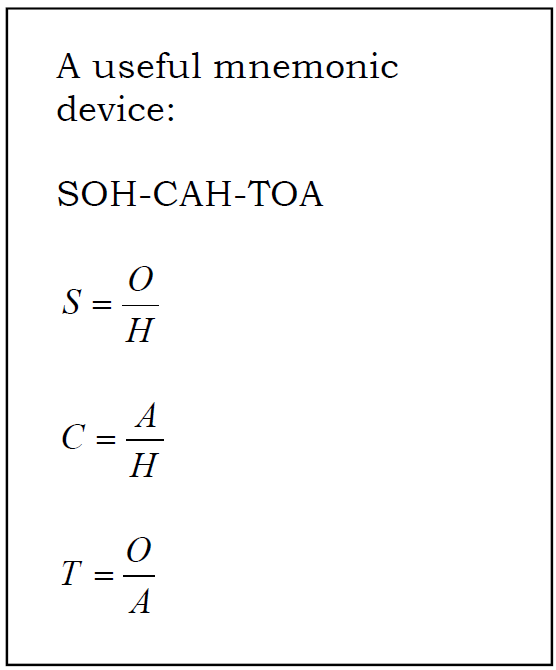 A useful mnemonic
device:
SOH-CAH-TOA
S = O/H
C = A/H
T = O/A